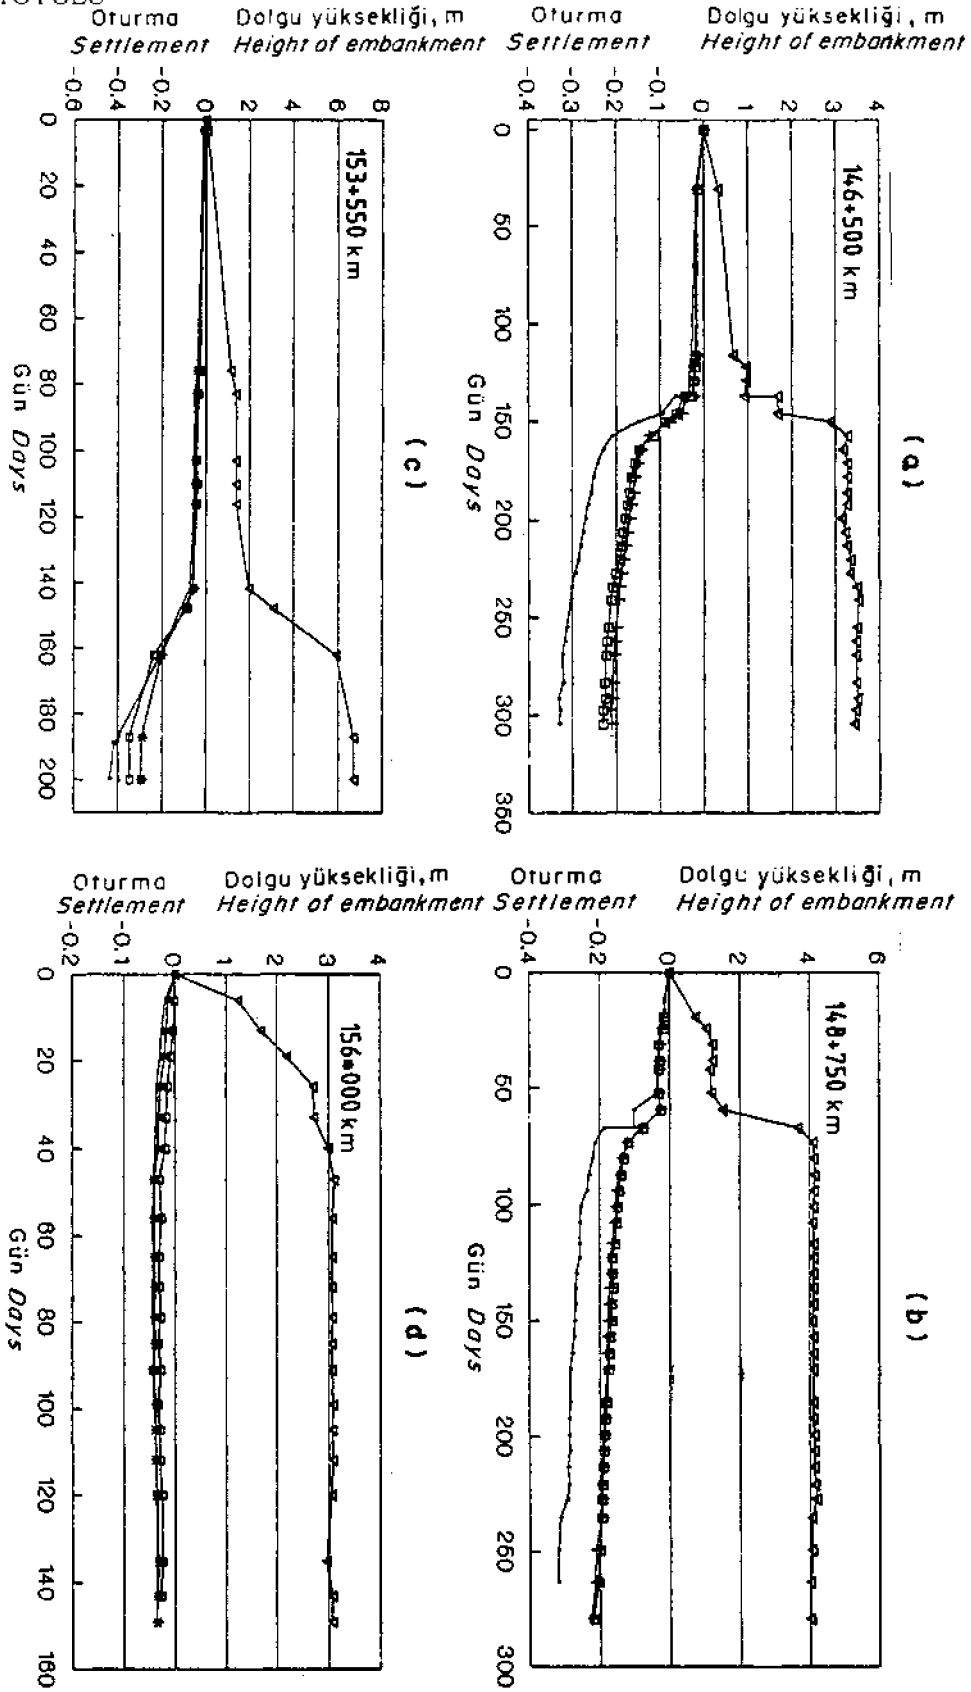 Oturma Dolgu yüksekliği, m
Settlement Height of embankment
-0.6 -0.4 -0.2 0 2 4 6 8
0 20 40 60 80 100 120 140 160 180 200
153+550 km
Gün Days
(c)
Oturma Dolgu yüksekliği, m
Settlement Height of embankment
-0.4 -0.3 -0.2 -0.1 0 1 2 3 4
0 50 100 150 200 250 300 350
146+500 km
Gün Days
(a)
Oturma Dolgu yüksekliği, m
Settlement Height of embankment
-0.2 -0.1 0 1 2 3 4
0 20 40 60 80 100 120 140 160
156+000 km
Gün Days
(d)
Oturma Dolgu yüksekliği, m
Settlement Height of embankment
-0.4 -0.2 0 2 4 6
0 50 100 150 200 250 300
148+750 km
Gün Days
(b)